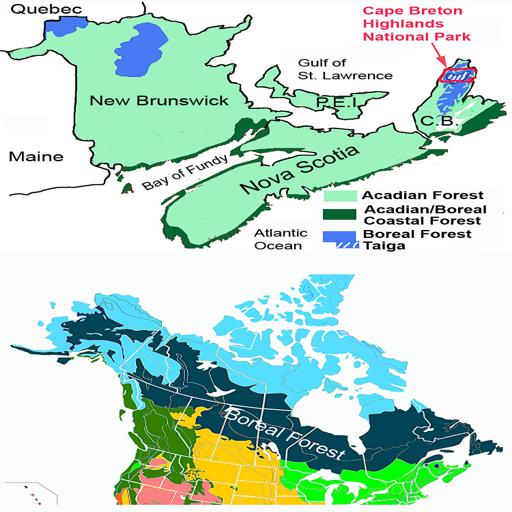 Quebec
Cape Breton
Highlands
National Park
Gulf of
St. Lawrence
New Brunswick
P.E.I.
C.B.
Maine
Bay of Fundy
Nova Scotia
Acadian Forest
Acadian/Boreal
Coastal Forest
Atlantic
Ocean
Boreal Forest
Taiga
Boreal Forest